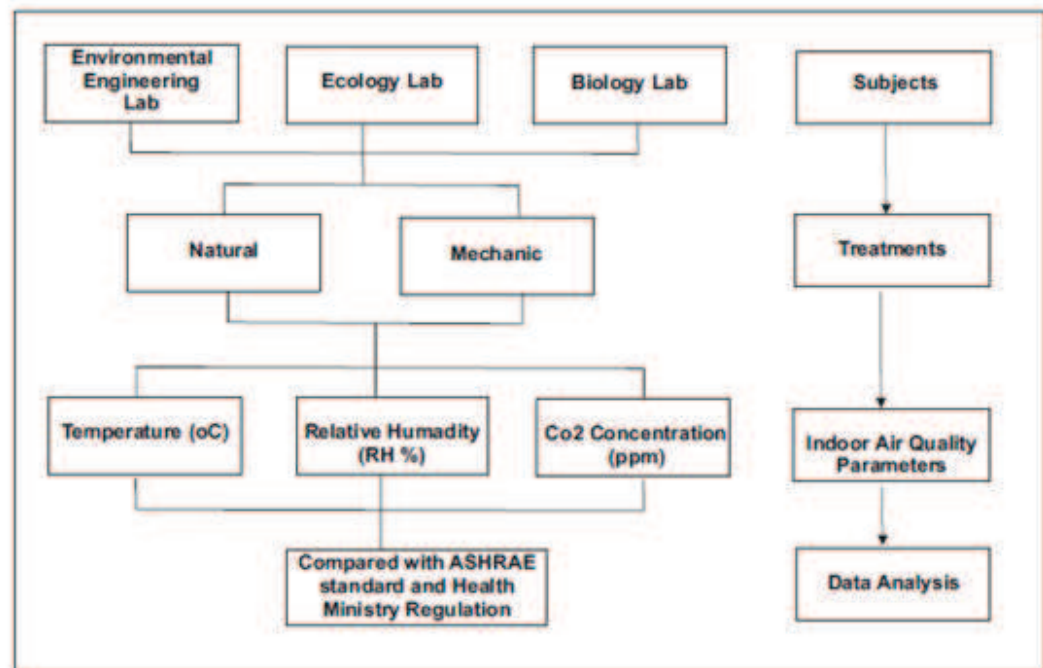 Environmental
Engineering
Lab
Ecology Lab
Biology Lab
Subjects
Natural
Mechanic
Treatments
Temperature (oC)
Relative Humadity
(RH %)
Co2 Concentration
(ppm)
Indoor Air Quality
Parameters
Compared with ASHRAE
standard and Health
Ministry Regulation
Data Analysis